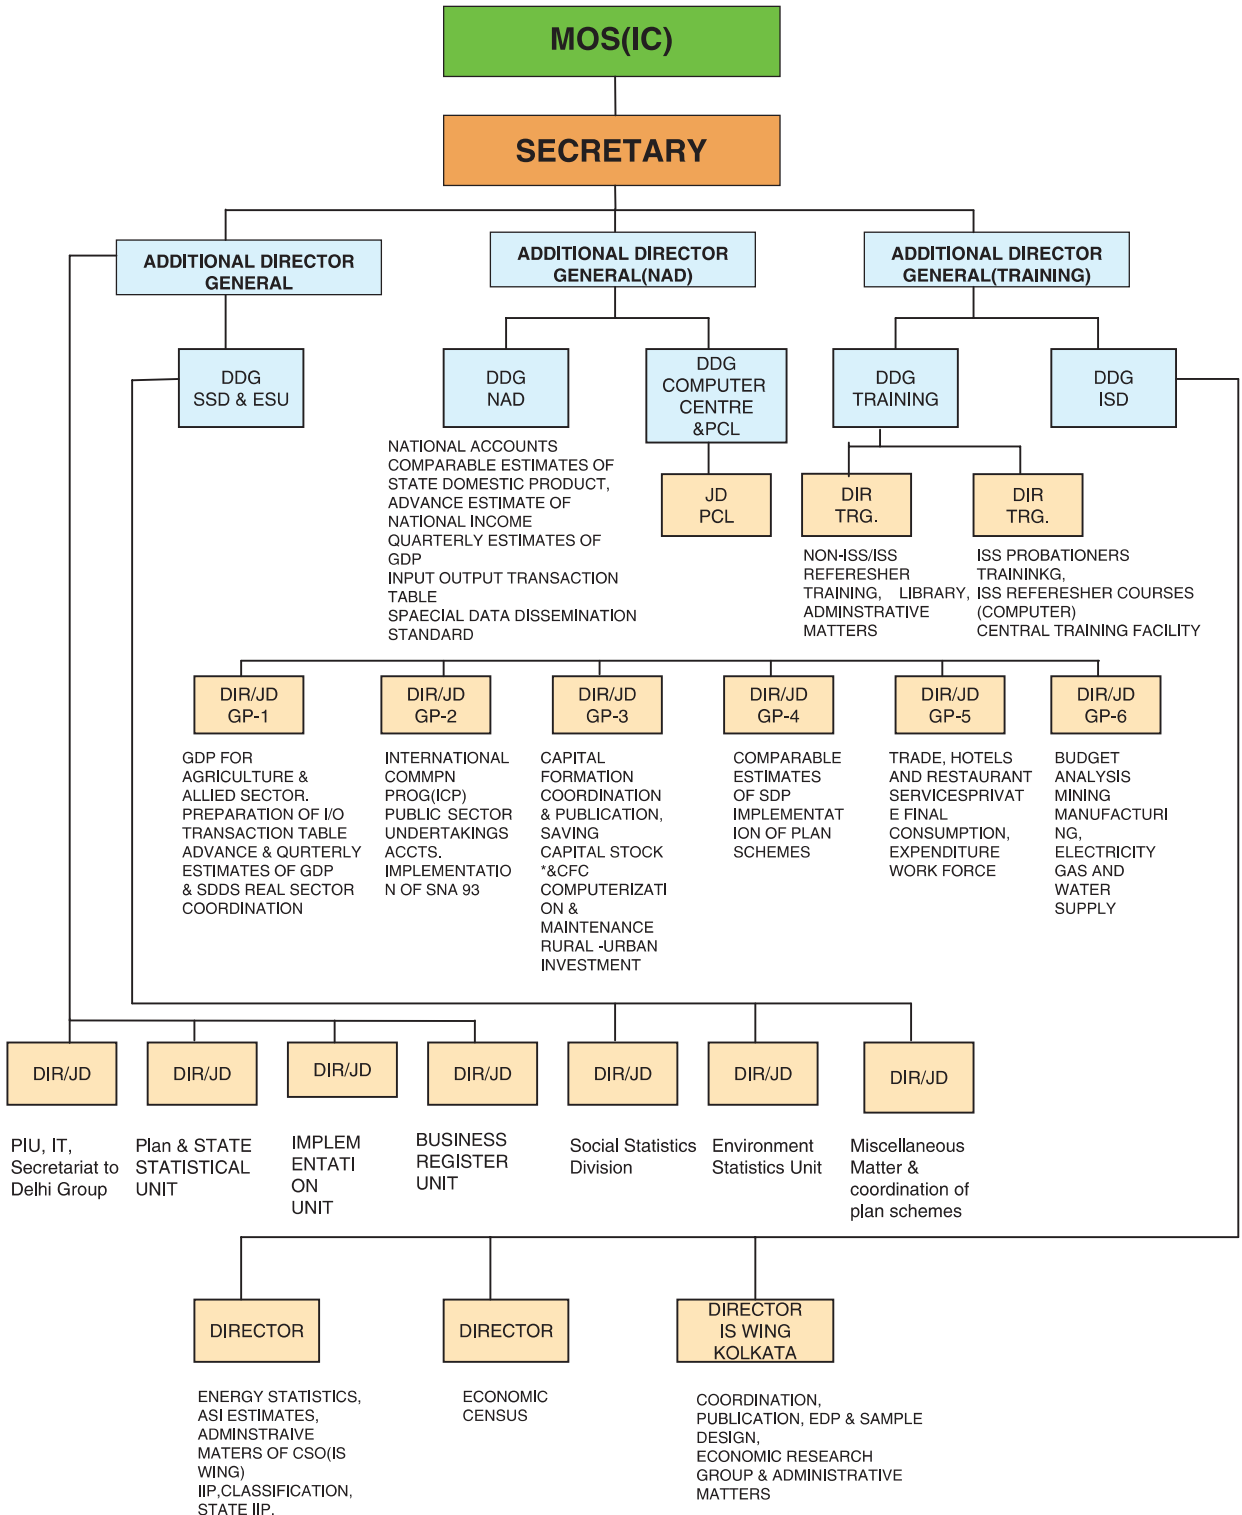 MOS(IC)
SECRETARY
ADDITIONAL DIRECTOR
GENERAL
ADDITIONAL DIRECTOR
GENERAL(NAD)
ADDITIONAL DIRECTOR
GENERAL(TRAINING)
DDG
SSD & ESU
DDG
NAD
DDG
COMPUTER
CENTRE
&PCL
DDG
TRAINING
DDG
ISD
NATIONAL ACCOUNTS
COMPARABLE ESTIMATES OF
STATE DOMESTIC PRODUCT,
ADVANCE ESTIMATE OF
NATIONAL INCOME
QUARTERLY ESTIMATES OF
GDP
INPUT OUTPUT TRANSACTION
TABLE
SPAECIAL DATA DISSEMINATION
STANDARD
JD
PCL
DIR
TRG.
DIR
TRG.
NON-ISS/ISS
REFERESHER
TRAINING, LIBRARY,
ADMINSTRATIVE
MATTERS
ISS PROBATIONERS
TRAININKG,
ISS REFERESHER COURSES
(COMPUTER)
CENTRAL TRAINING FACILITY
DIR/JD
GP-1
DIR/JD
GP-2
DIR/JD
GP-3
DIR/JD
GP-4
DIR/JD
GP-5
DIR/JD
GP-6
GDP FOR
AGRICULTURE &
ALLIED SECTOR.
PREPARATION OF I/O
TRANSACTION TABLE
ADVANCE & QURTERLY
ESTIMATES OF GDP
& SDDS REAL SECTOR
COORDINATION
INTERNATIONAL
COMMPN
PROG(ICP)
PUBLIC SECTOR
UNDERTAKINGS
ACCTS.
IMPLEMENTATIO
N OF SNA 93
CAPITAL
FORMATION
COORDINATION
& PUBLICATION,
SAVING
CAPITAL STOCK
*&CFC
COMPUTERIZATI
ON &
MAINTENANCE
RURAL -URBAN
INVESTMENT
COMPARABLE
ESTIMATES
OF SDP
IMPLEMENTAT
ION OF PLAN
SCHEMES
TRADE, HOTELS
AND RESTAURANT
SERVICESPRIVAT
E FINAL
CONSUMPTION,
EXPENDITURE
WORK FORCE
BUDGET
ANALYSIS
MINING
MANUFACTURI
NG,
ELECTRICITY
GAS AND
WATER
SUPPLY
DIR/JD
DIR/JD
DIR/JD
DIR/JD
DIR/JD
DIR/JD
DIR/JD
PIU, IT,
Secretariat to
Delhi Group
Plan & STATE
STATISTICAL
UNIT
IMPLEM
ENTATI
ON
UNIT
BUSINESS
REGISTER
UNIT
Social Statistics
Division
Environment
Statistics Unit
Miscellaneous
Matter &
coordination of
plan schemes
DIRECTOR
DIRECTOR
DIRECTOR
IS WING
KOLKATA
ENERGY STATISTICS,
ASI ESTIMATES,
ADMINSTRAIVE
MATERS OF CSO(IS
WING)
IIP,CLASSIFICATION,
STATE IIP.
ECONOMIC
CENSUS
COORDINATION,
PUBLICATION, EDP & SAMPLE
DESIGN,
ECONOMIC RESEARCH
GROUP & ADMINISTRATIVE
MATTERS